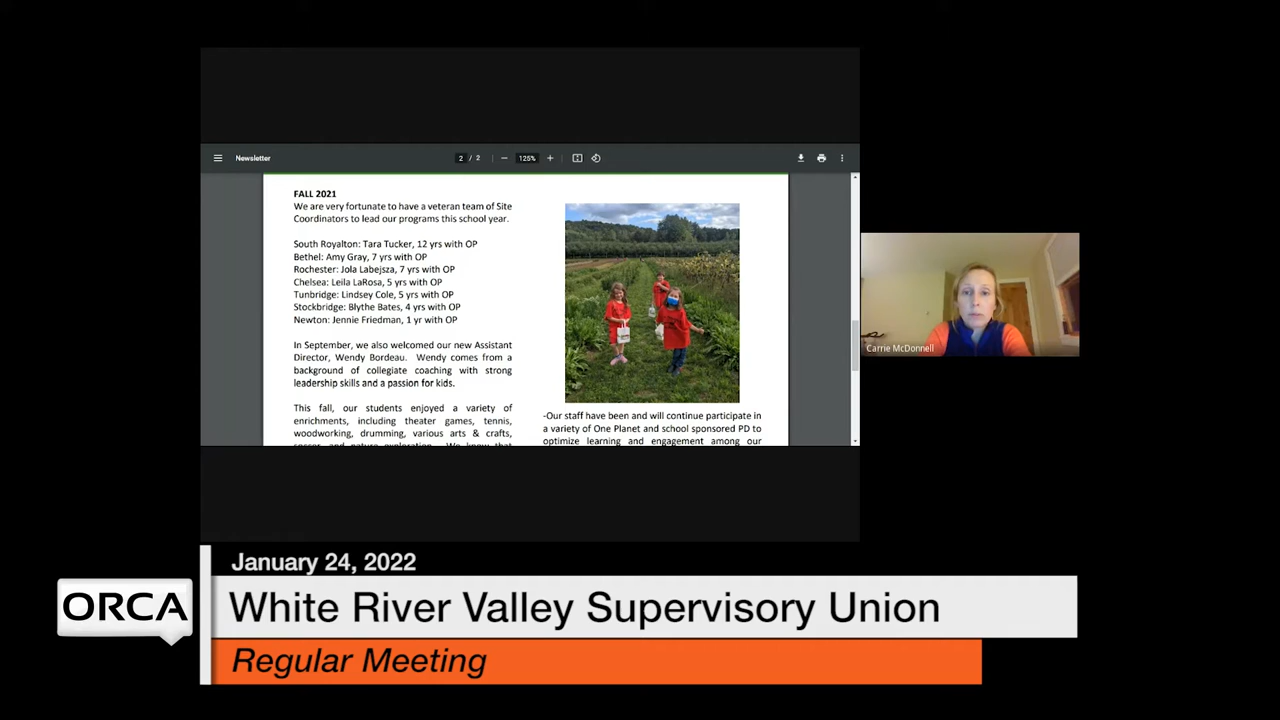 Newsletter
2 / 2
125%
FALL 2021
We are very fortunate to have a veteran team of Site
Coordinators to lead our programs this school year.
South Royalton: Tara Tucker, 12 yrs with OP
Bethel: Amy Gray, 7 yrs with OP
Rochester: Jola Labejsza, 7 yrs with OP
Chelsea: Leila LaRosa, 5 yrs with OP
Tunbridge: Lindsey Cole, 5 yrs with OP
Stockbridge: Blythe Bates, 4 yrs with OP
Newton: Jennie Friedman, 1 yr with OP
In September, we also welcomed our new Assistant
Director, Wendy Bordeau. Wendy comes from a
background of collegiate coaching with strong
leadership skills and a passion for kids.
This fall, our students enjoyed a variety of
enrichments, including theater games, tennis,
woodworking, drumming, various arts & crafts,
soccer, and nature exploration. We know that
-Our staff have been and will continue participate in
a variety of One Planet and school sponsored PD to
optimize learning and engagement among our
Carrie McDonnell
January 24, 2022
ORCA
White River Valley Supervisory Union
Regular Meeting